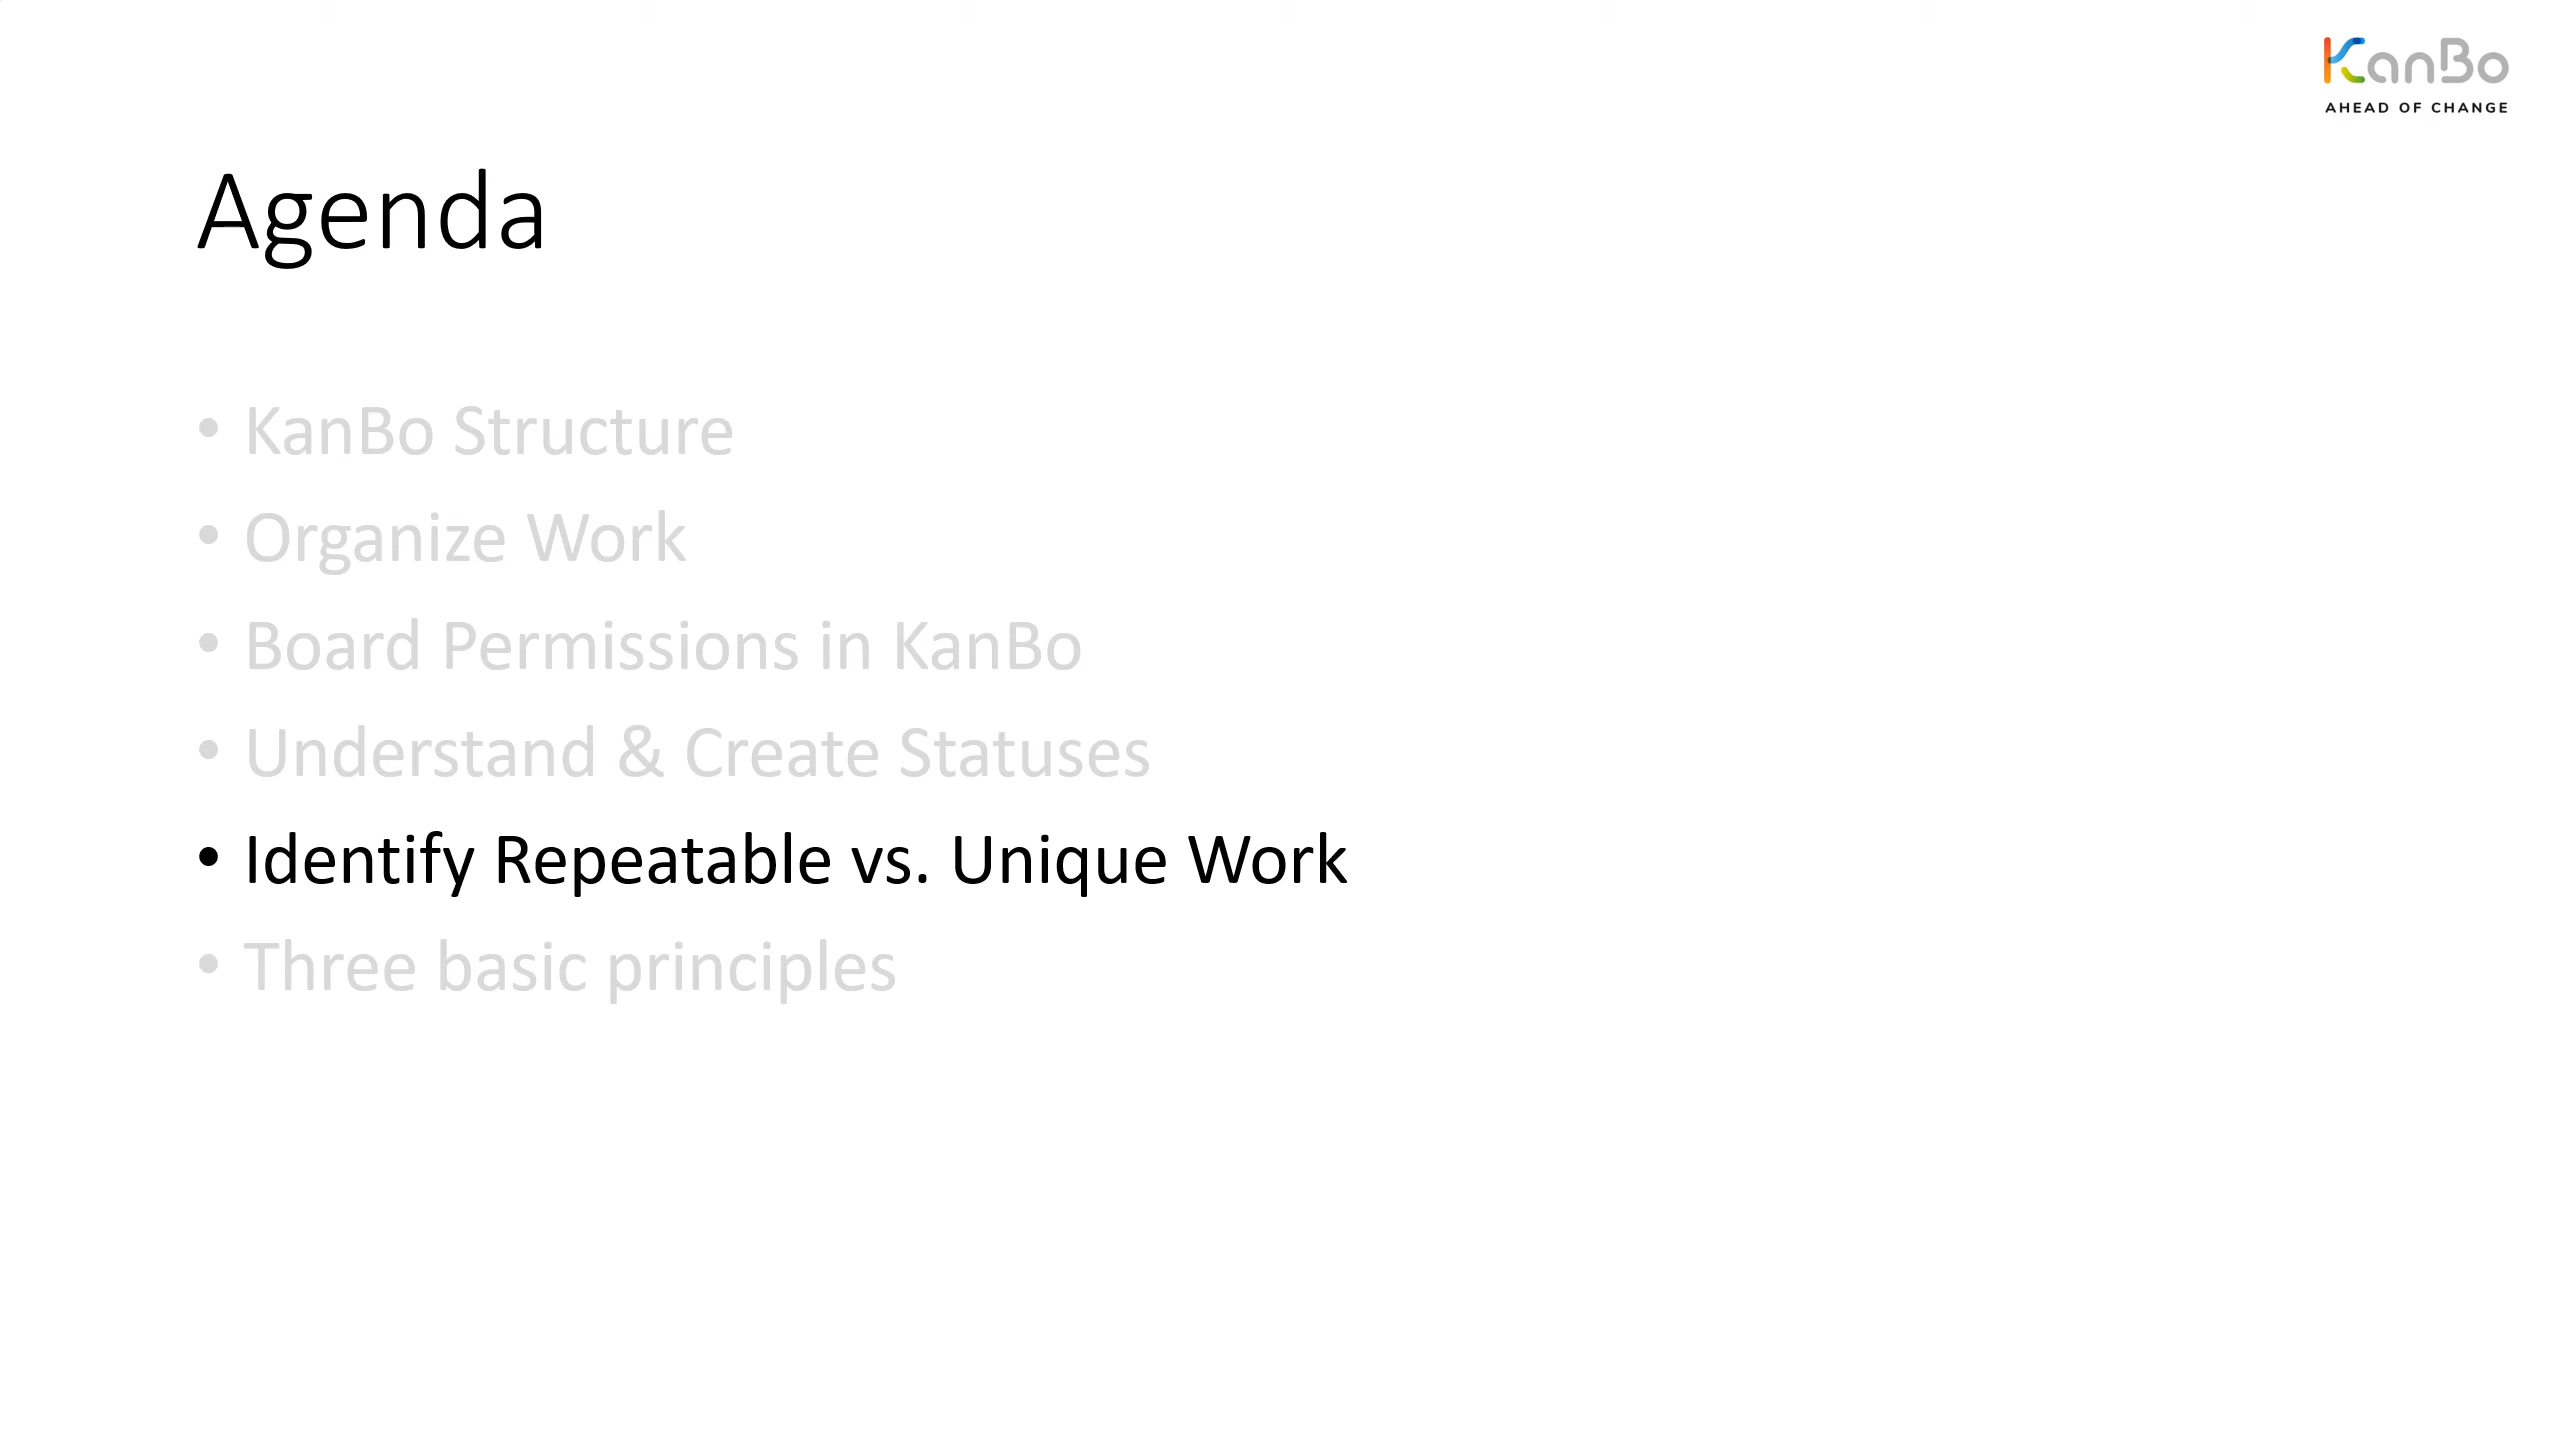 KanBo
AHEAD OF CHANGE
Agenda
• KanBo Structure
• Organize Work
• Board Permissions in KanBo
• Understand & Create Statuses
• Identify Repeatable vs. Unique Work
• Three basic principles